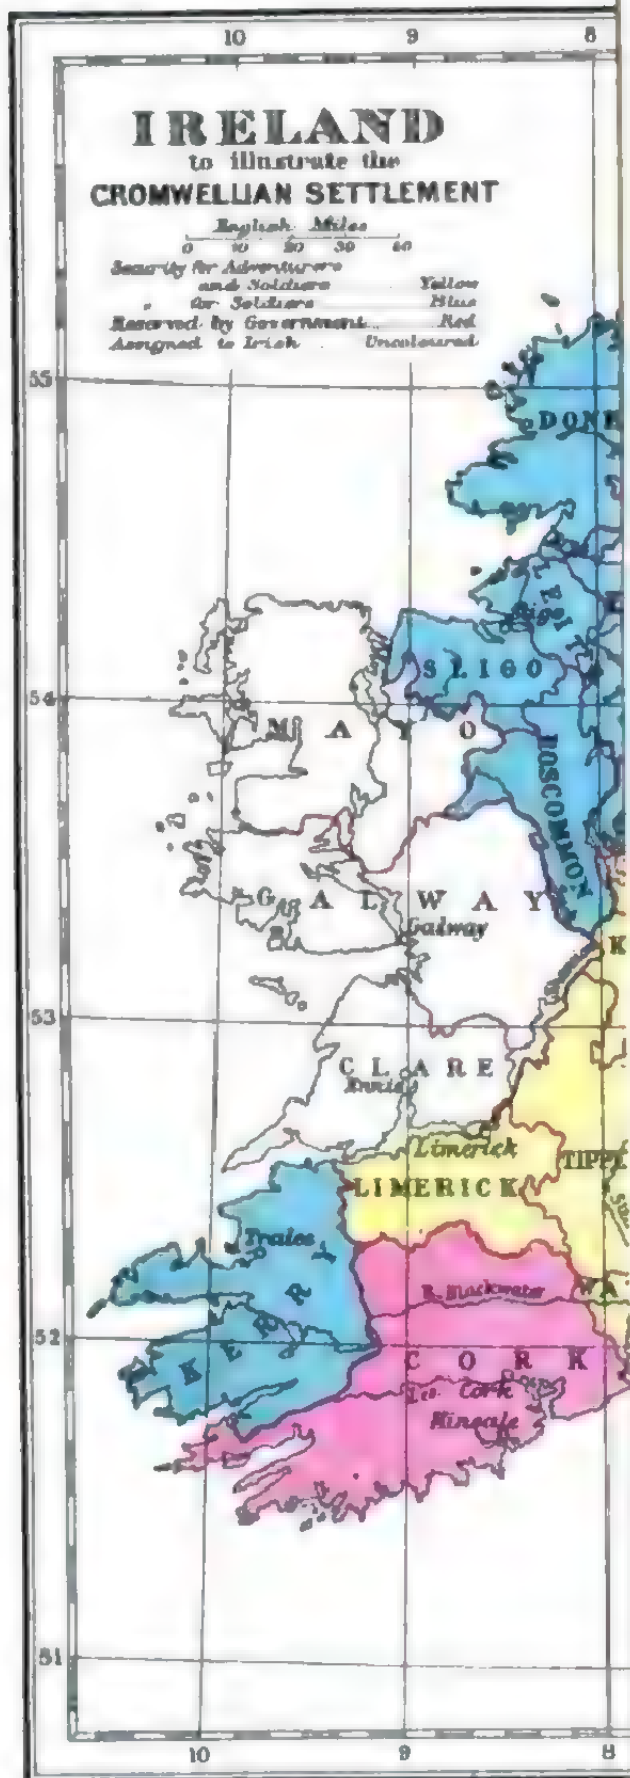 10 9 8
IRELAND
to illustrate the
CROMWELLIAN SETTLEMENT
English Miles
0 10 20 30 40
Security for Adventurers
and Soldiers Yellow
" for Soldiers Blue
Reserved by Government Red
Assigned to Irish Uncoloured
55
DONE
Sligo
SLIGO
54
MAYO
ROSCOMMON
GALWAY
Galway
K
53
CLARE
Ennis
Limerick
TIPPE
LIMERICK
Tralee
R. Blackwater
WA
KERRY
52
CORK
Cork
Kinsale
51
10 9 8